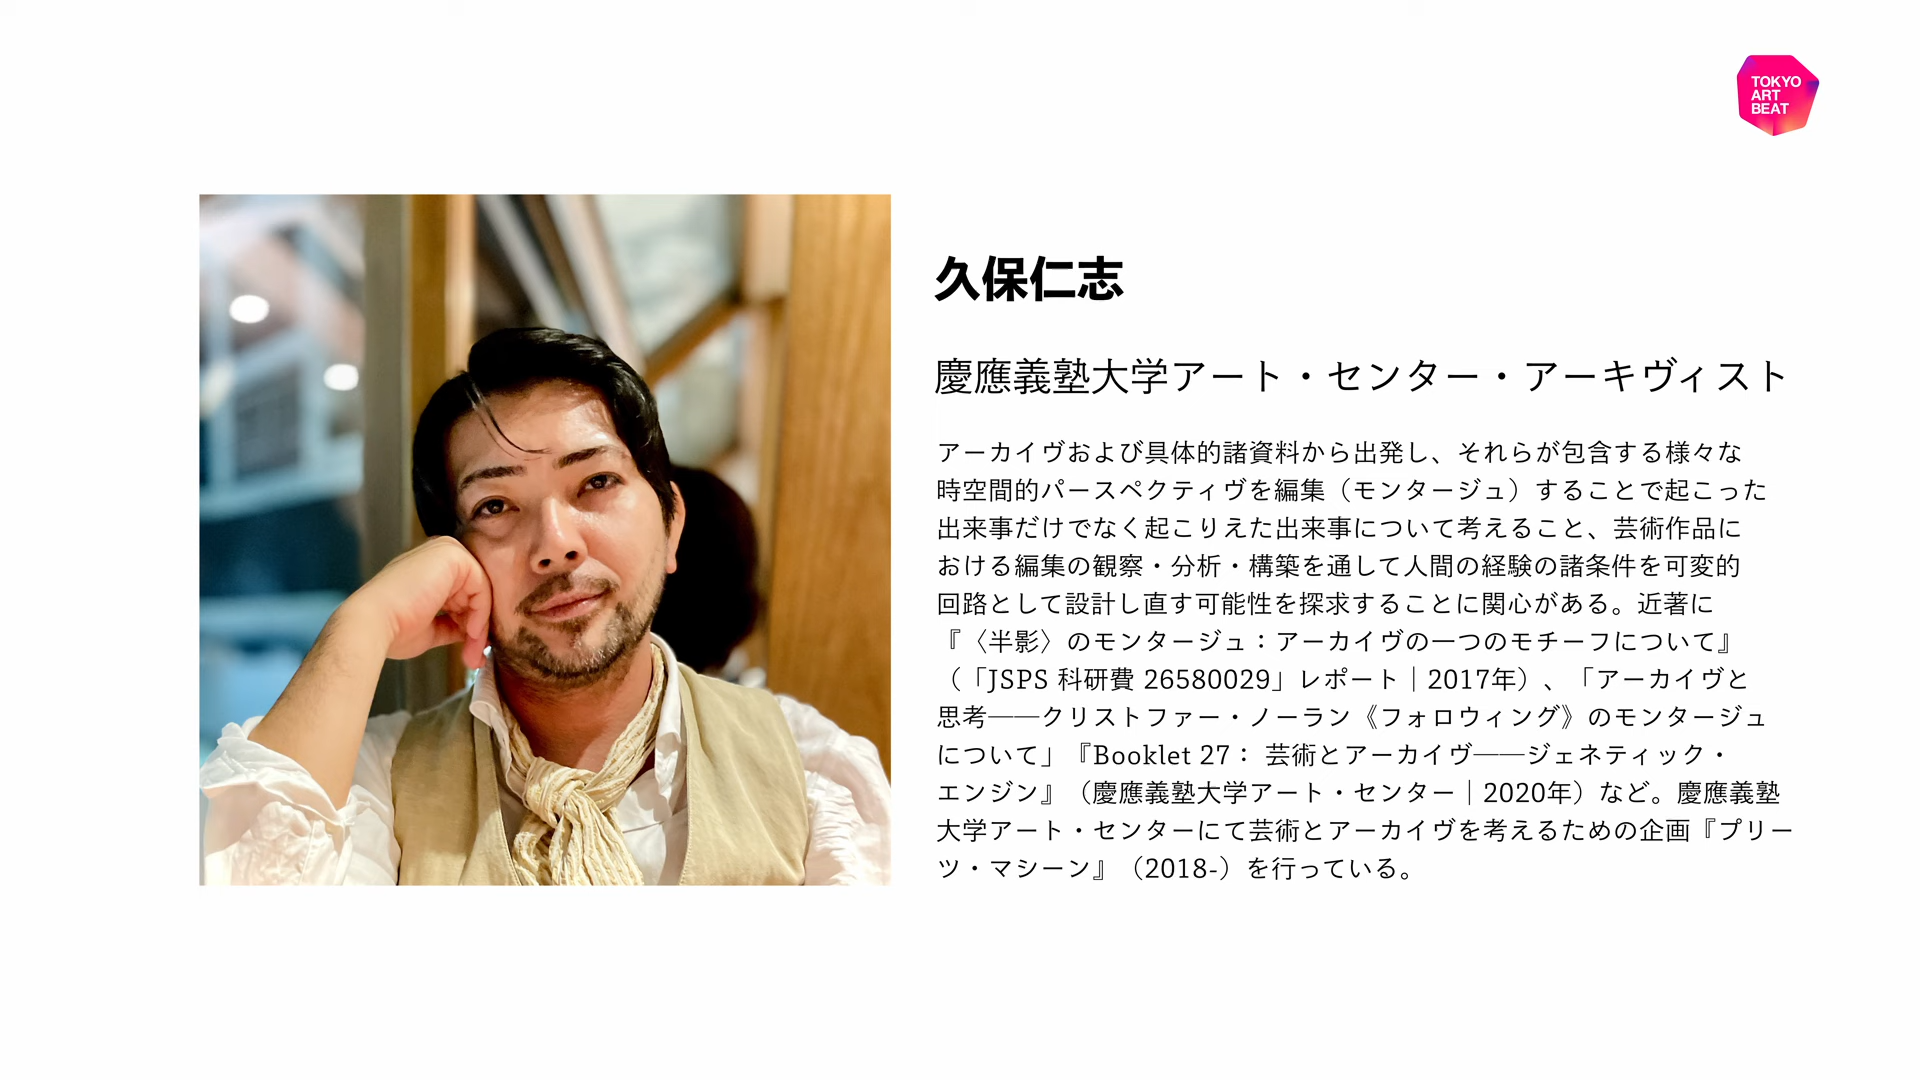 TOKYO
ART
BEAT
久保仁志
慶應義塾大学アート・センター・アーキヴィスト
アーカイヴおよび具体的諸資料から出発し、それらが包含する様々な
時空間的パースペクティヴを編集（モンタージュ）することで起こった
出来事だけでなく起こりえた出来事について考えること、芸術作品に
おける編集の観察・分析・構築を通して人間の経験の諸条件を可変的
回路として設計し直す可能性を探求することに関心がある。近著に
『〈半影〉のモンタージュ：アーカイヴの一つのモチーフについて』
（「JSPS 科研費 26580029」レポート｜2017年）、「アーカイヴと
思考――クリストファー・ノーラン《フォロウィング》のモンタージュ
について」『Booklet 27： 芸術とアーカイヴ――ジェネティック・
エンジン』（慶應義塾大学アート・センター｜2020年）など。慶應義塾
大学アート・センターにて芸術とアーカイヴを考えるための企画『プリー
ツ・マシーン』（2018-）を行っている。